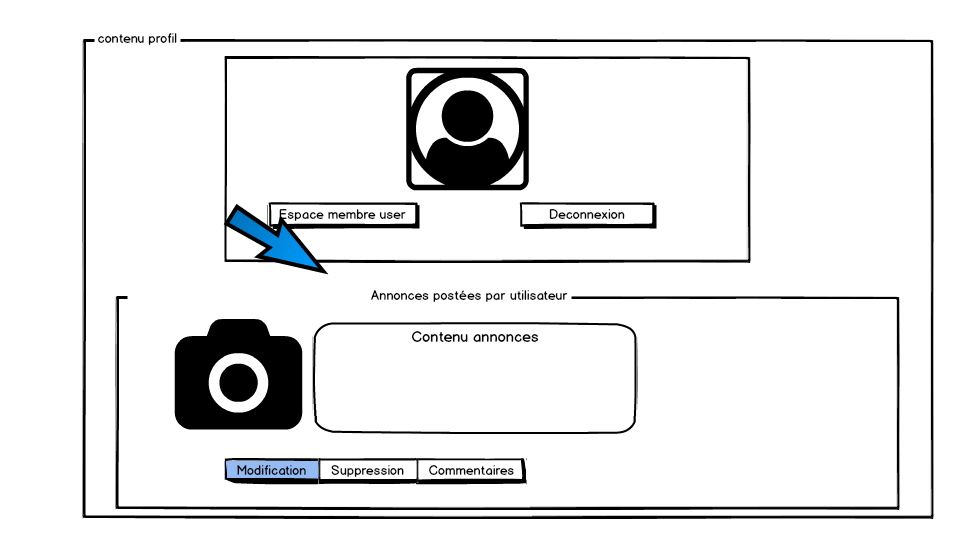 contenu profil
Espace membre user
Deconnexion
Annonces postées par utilisateur
Contenu annonces
Modification
Suppression
Commentaires